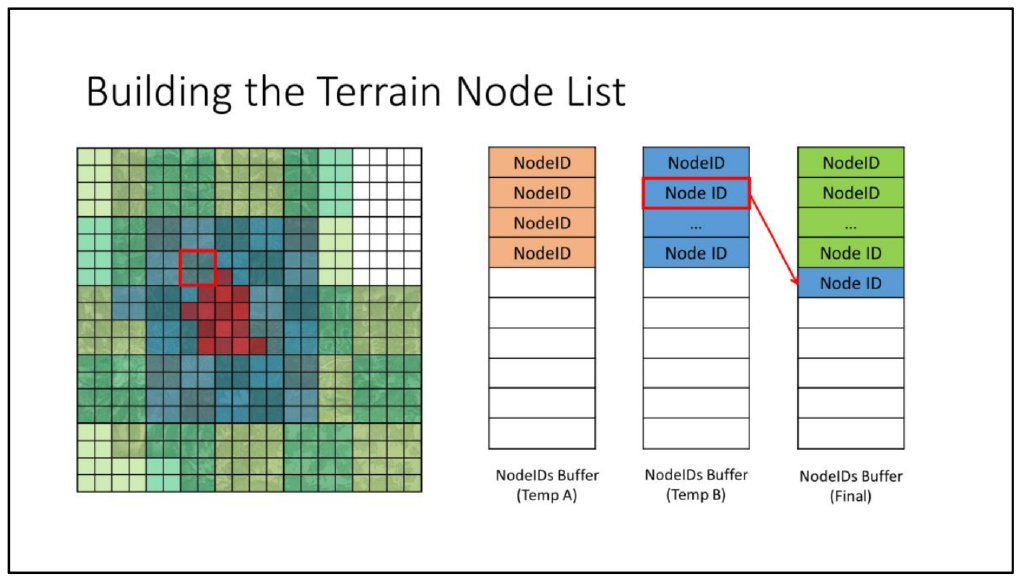 Building the Terrain Node List
NodeID
NodeID
NodeID
NodeID
NodeIDs Buffer
(Temp A)
NodeID
Node ID
...
Node ID
NodeIDs Buffer
(Temp B)
NodeID
NodeID
...
Node ID
Node ID
NodeIDs Buffer
(Final)